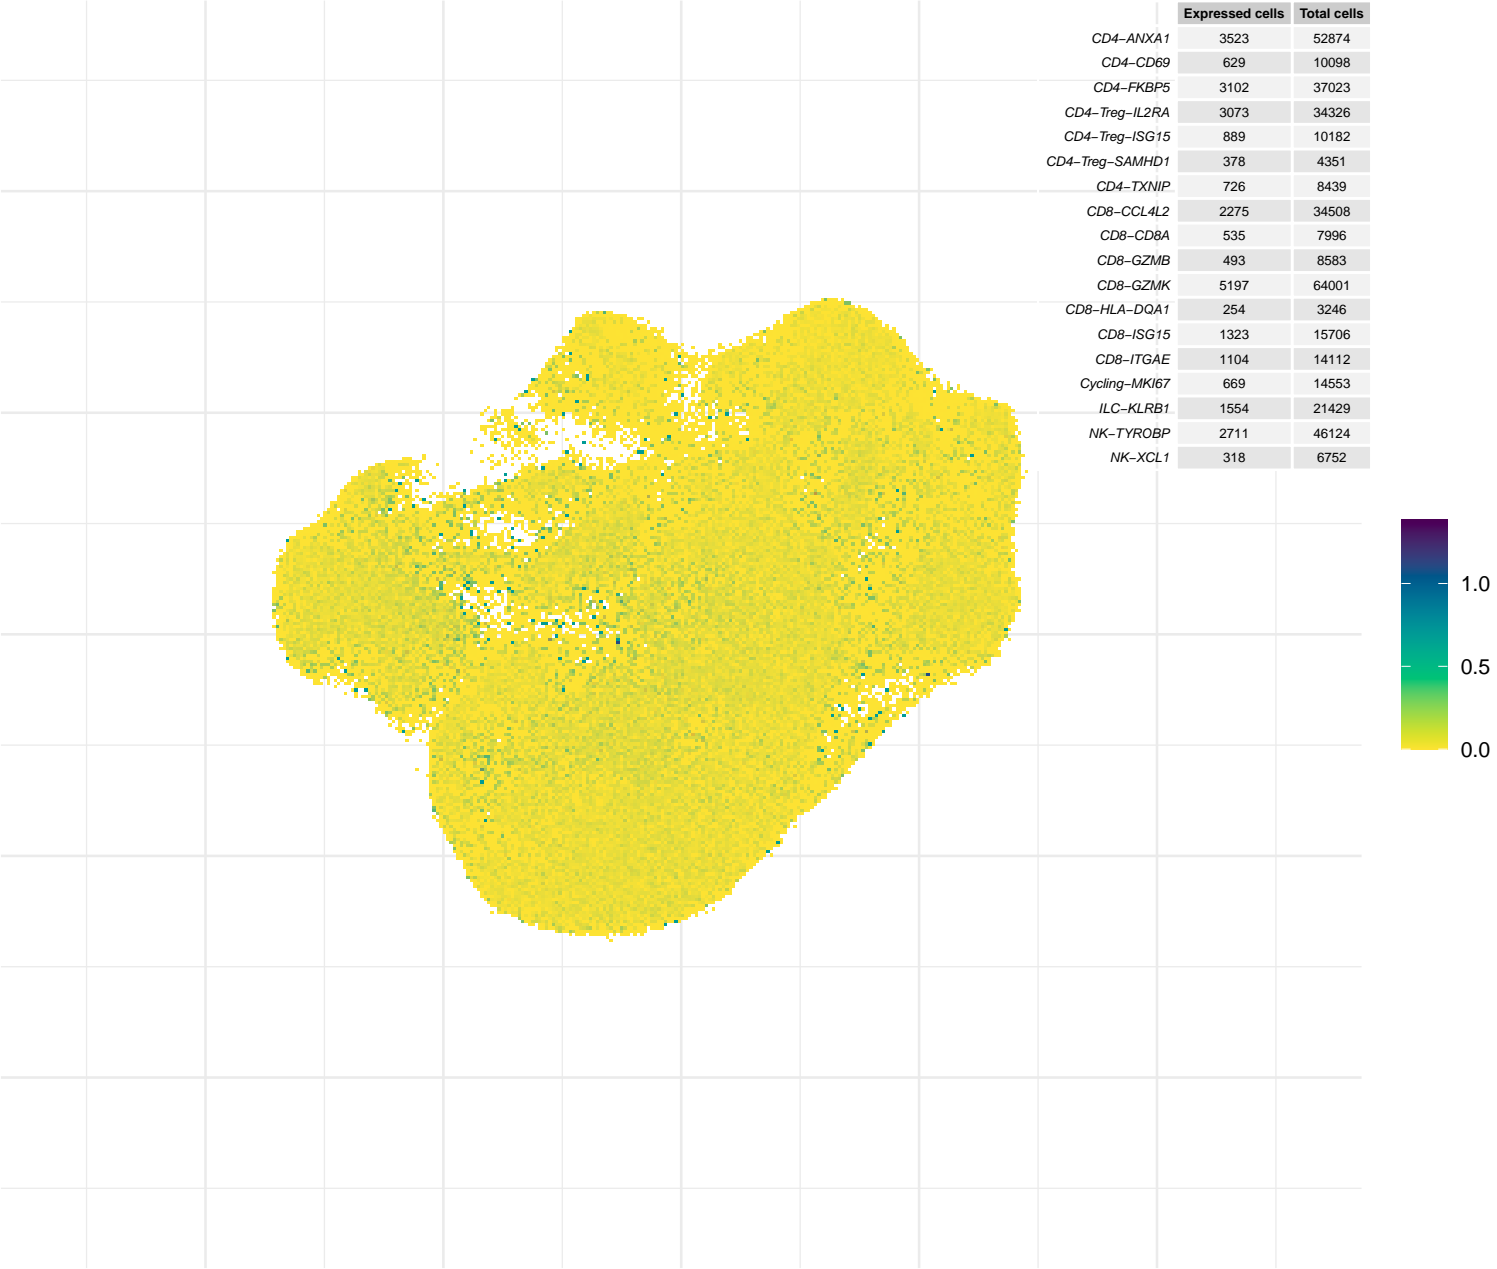 Expressed cells Total cells
CD4−ANXA1 3523 52874
CD4−CD69 629 10098
CD4−FKBP5 3102 37023
CD4−Treg−IL2RA 3073 34326
CD4−Treg−ISG15 889 10182
CD4−Treg−SAMHD1 378 4351
CD4−TXNIP 726 8439
CD8−CCL4L2 2275 34508
CD8−CD8A 535 7996
CD8−GZMB 493 8583
CD8−GZMK 5197 64001
CD8−HLA−DQA1 254 3246
CD8−ISG15 1323 15706
CD8−ITGAE 1104 14112
Cycling−MKI67 669 14553
ILC−KLRB1 1554 21429
NK−TYROBP 2711 46124
NK−XCL1 318 6752
1.0
0.5
0.0